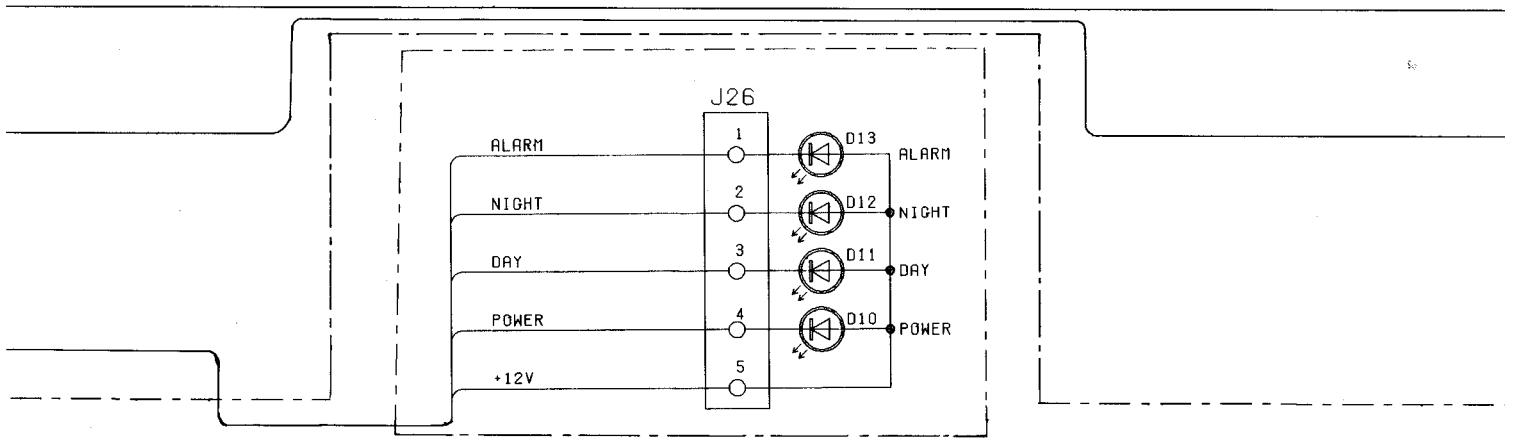 J26
1
ALARM
D13
ALARM
2
NIGHT
D12
NIGHT
3
DAY
D11
DAY
4
POWER
D10
POWER
5
+12V